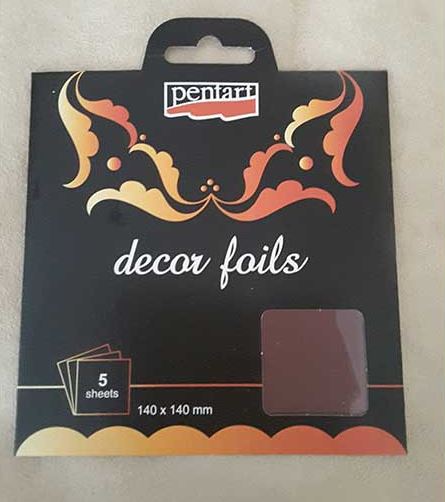 pentart
decor foils
5
sheets
140 x 140 mm